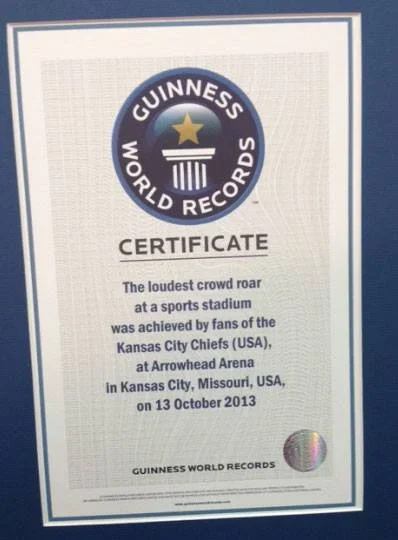 GUINNESS
WORLD RECORDS
™
CERTIFICATE
The loudest crowd roar
at a sports stadium
was achieved by fans of the
Kansas City Chiefs (USA),
at Arrowhead Arena
in Kansas City, Missouri, USA,
on 13 October 2013
GUINNESS WORLD RECORDS